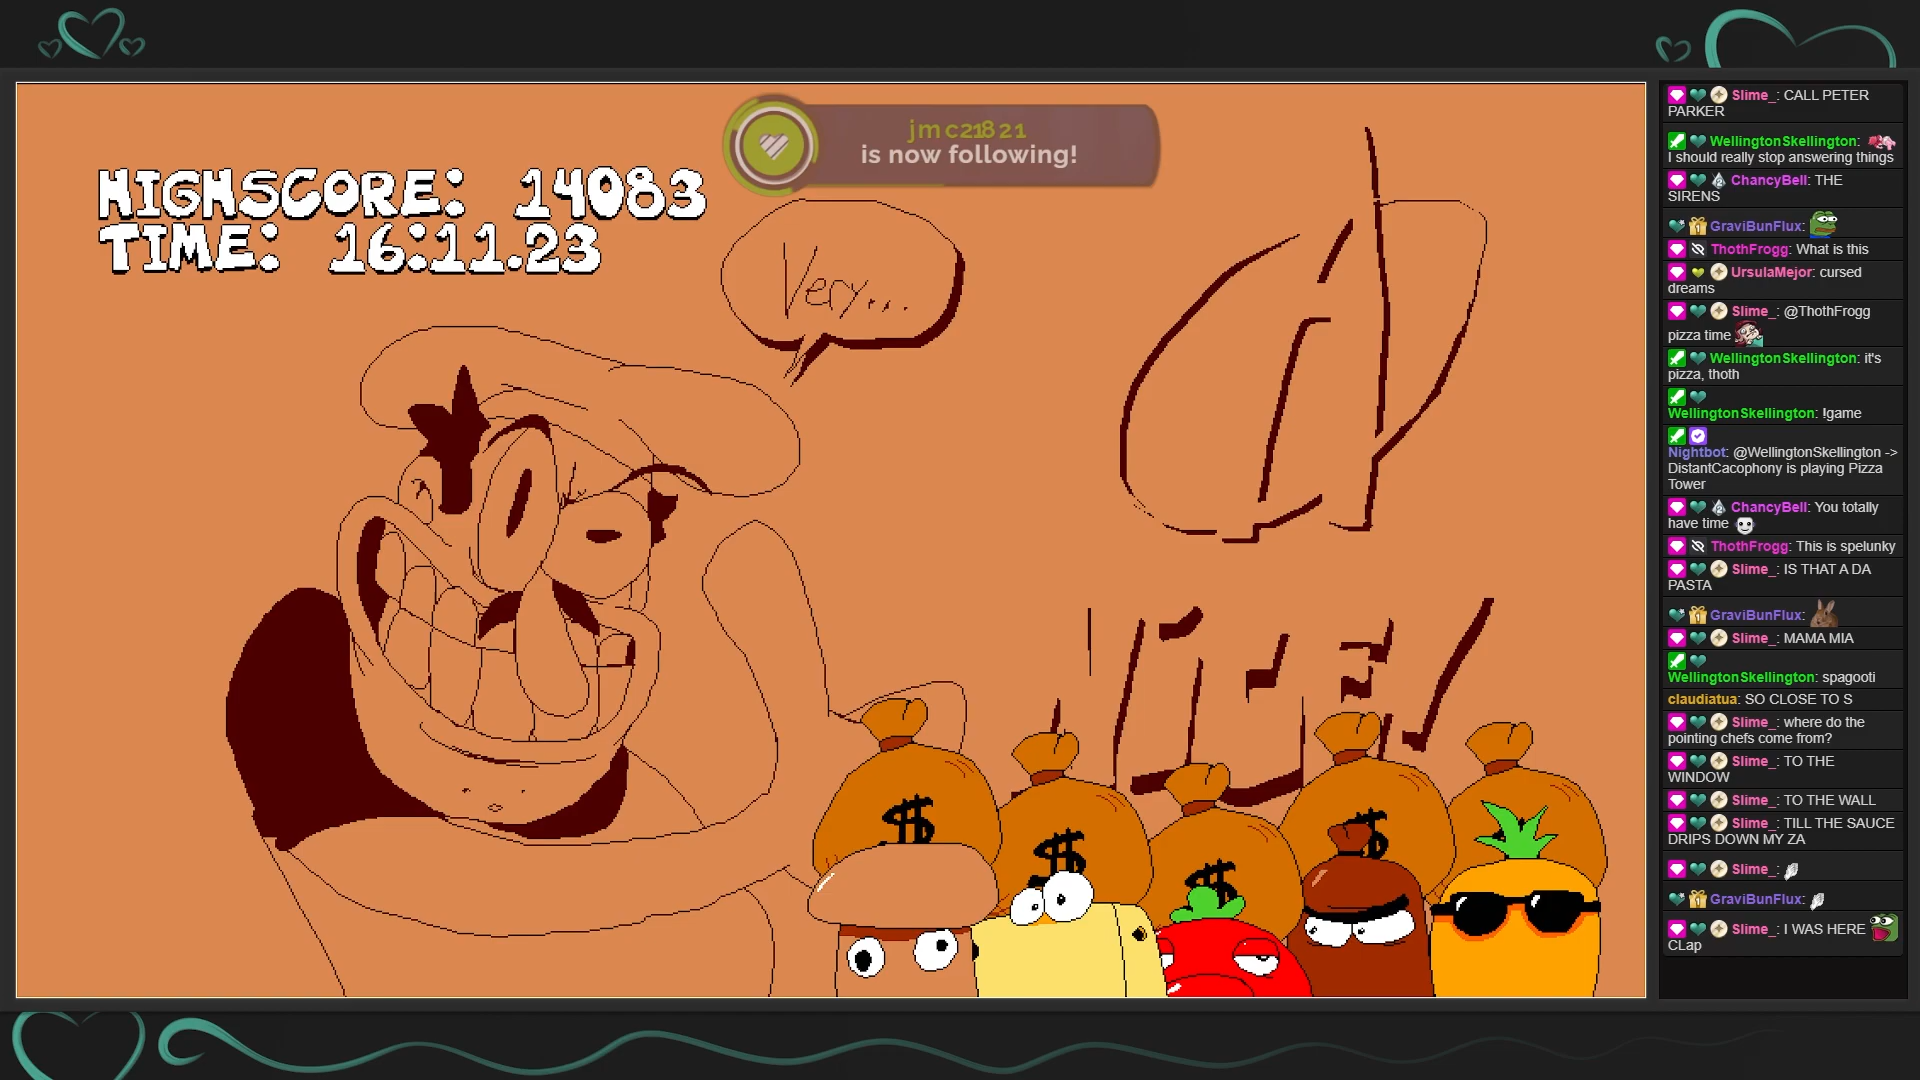 jmc21821
is now following!
HIGHSCORE: 14083
TIME: 16:11.23
Very...
A
NICE!
$
$
$
$
Slime_: CALL PETER
PARKER
WellingtonSkellington:
I should really stop answering things
ChancyBell: THE
SIRENS
GraviBunFlux:
ThothFrogg: What is this
UrsulaMejor: cursed
dreams
Slime_: @ThothFrogg
pizza time
WellingtonSkellington: it's
pizza, thoth
WellingtonSkellington: !game
Nightbot: @WellingtonSkellington ->
DistantCacophony is playing Pizza
Tower
ChancyBell: You totally
have time
ThothFrogg: This is spelunky
Slime_: IS THAT A DA
PASTA
GraviBunFlux:
Slime_: MAMA MIA
WellingtonSkellington: spagooti
claudiatua: SO CLOSE TO S
Slime_: where do the
pointing chefs come from?
Slime_: TO THE
WINDOW
Slime_: TO THE WALL
Slime_: TILL THE SAUCE
DRIPS DOWN MY ZA
Slime_:
GraviBunFlux:
Slime_: I WAS HERE
CLap